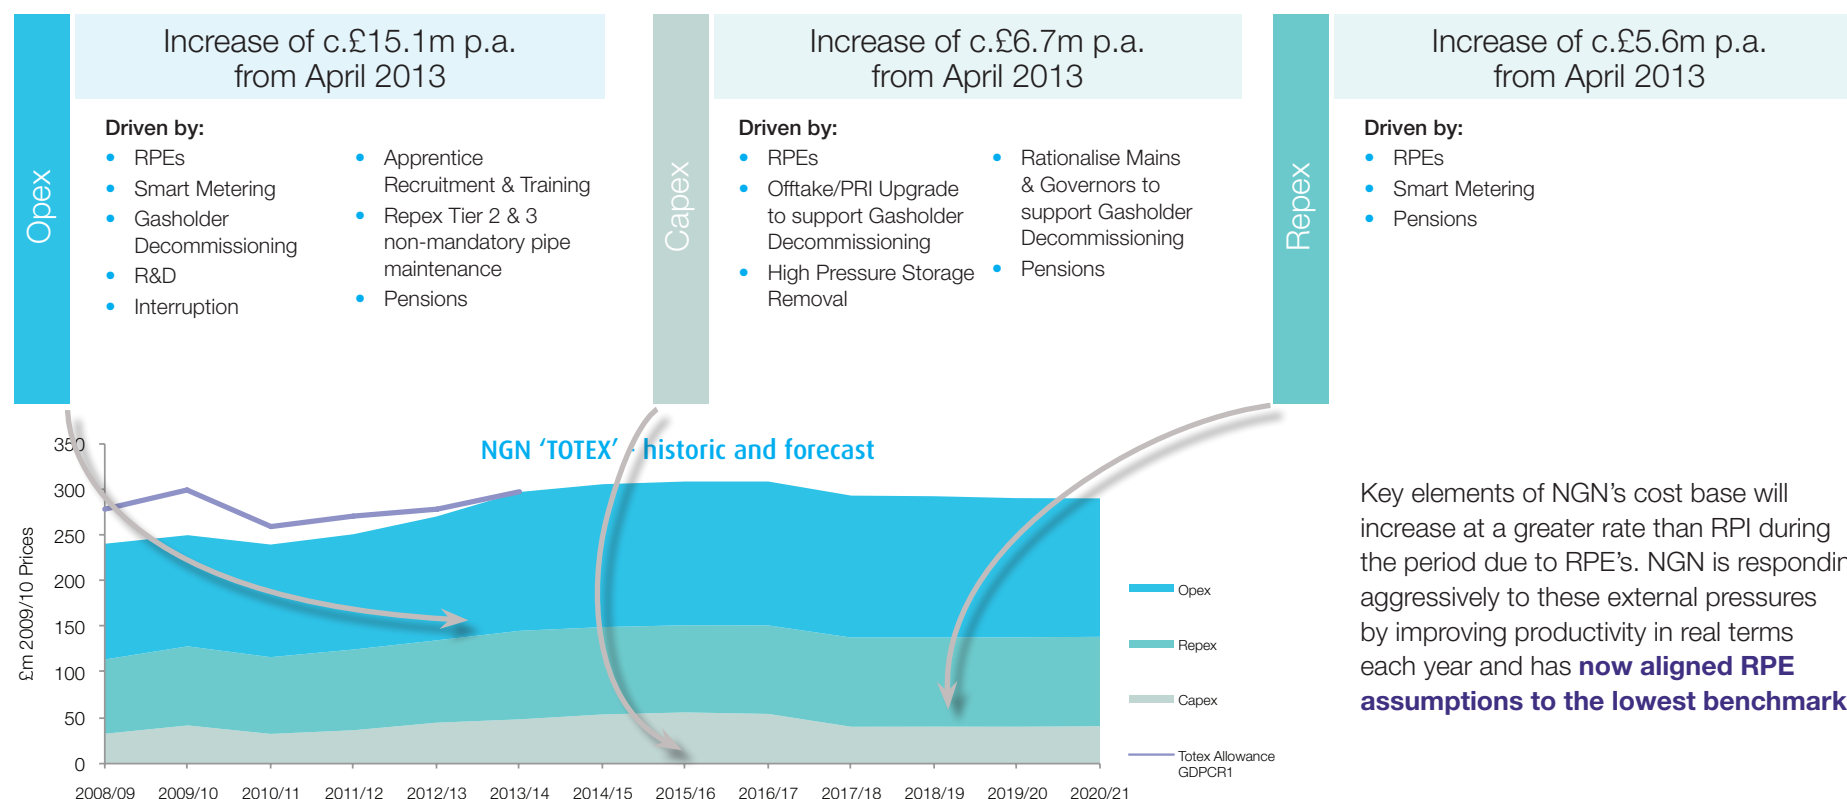 Opex
Increase of c.£15.1m p.a.
from April 2013
Driven by:
• RPEs
• Smart Metering
• Gasholder
Decommissioning
• R&D
• Interruption
• Apprentice
Recruitment & Training
• Repex Tier 2 & 3
non-mandatory pipe
maintenance
• Pensions
Capex
Increase of c.£6.7m p.a.
from April 2013
Driven by:
• RPEs
• Offtake/PRI Upgrade
to support Gasholder
Decommissioning
• High Pressure Storage
Removal
• Rationalise Mains
& Governors to
support Gasholder
Decommissioning
• Pensions
Repex
Increase of c.£5.6m p.a.
from April 2013
Driven by:
• RPEs
• Smart Metering
• Pensions
NGN ‘TOTEX’ - historic and forecast
£m 2009/10 Prices
350
300
250
200
150
100
50
0
2008/09 2009/10 2010/11 2011/12 2012/13 2013/14 2014/15 2015/16 2016/17 2017/18 2018/19 2019/20 2020/21
Opex
Repex
Capex
Totex Allowance
GDPCR1
Key elements of NGN’s cost base will
increase at a greater rate than RPI during
the period due to RPE’s. NGN is respondin
aggressively to these external pressures
by improving productivity in real terms
each year and has now aligned RPE
assumptions to the lowest benchmark